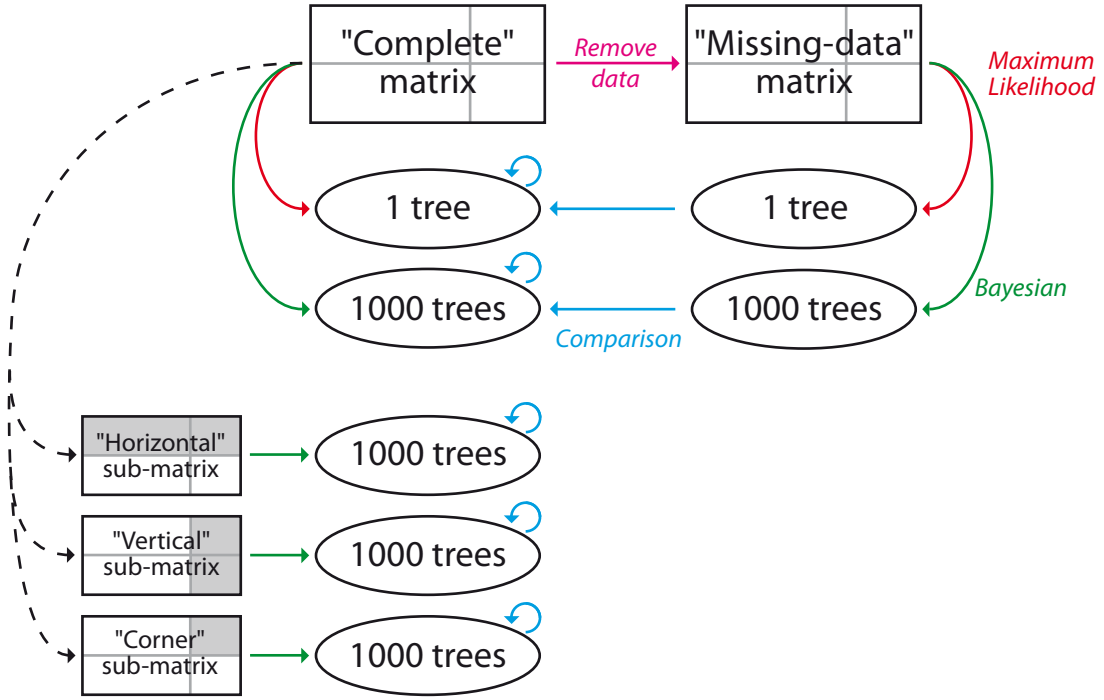 "Complete"
matrix
Remove
data
"Missing-data"
matrix
Maximum
Likelihood
1 tree
1 tree
1000 trees
1000 trees
Bayesian
Comparison
"Horizontal"
sub-matrix
1000 trees
"Vertical"
sub-matrix
1000 trees
"Corner"
sub-matrix
1000 trees